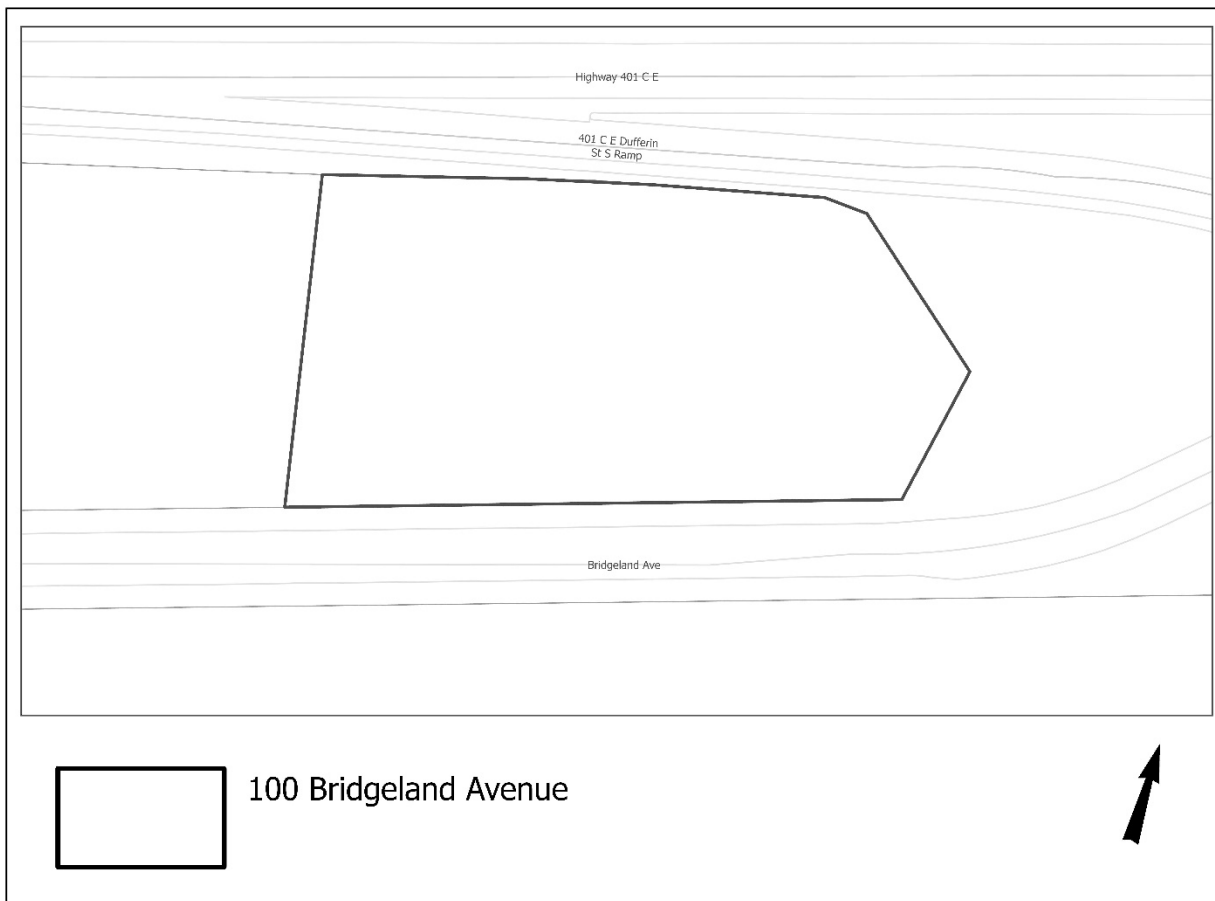 Highway 401 C E
401 C E Dufferin
St S Ramp
Bridgeland Ave
100 Bridgeland Avenue